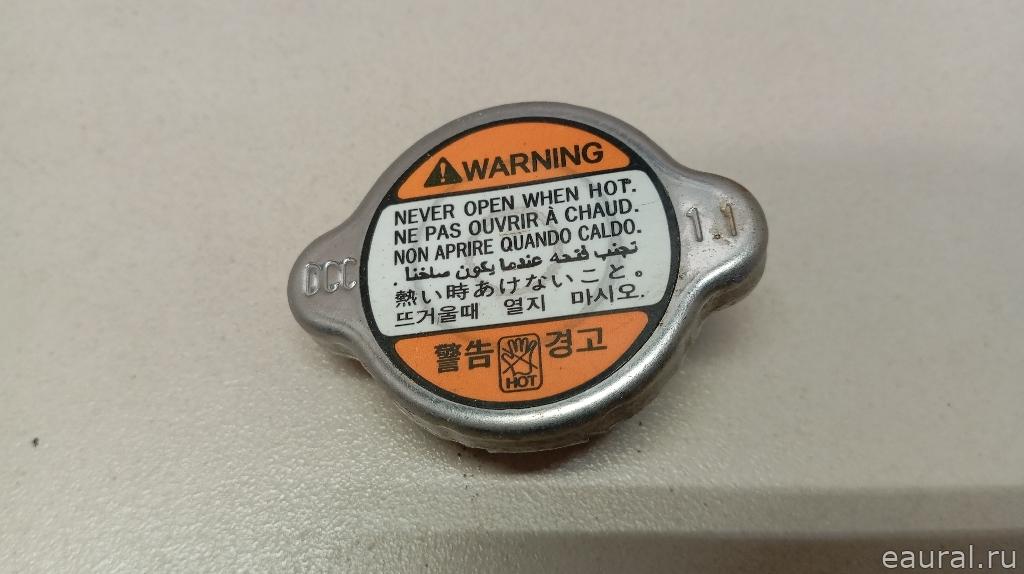 WARNING
NEVER OPEN WHEN HOT.
NE PAS OUVRIR À CHAUD.
NON APRIRE QUANDO CALDO.
تجنب فتحه عندما يكون ساخنا .
熱い時あけないこと。
뜨거울때 열지 마시오.
DCC
1.1
警告 경고
HOT
eaural.ru